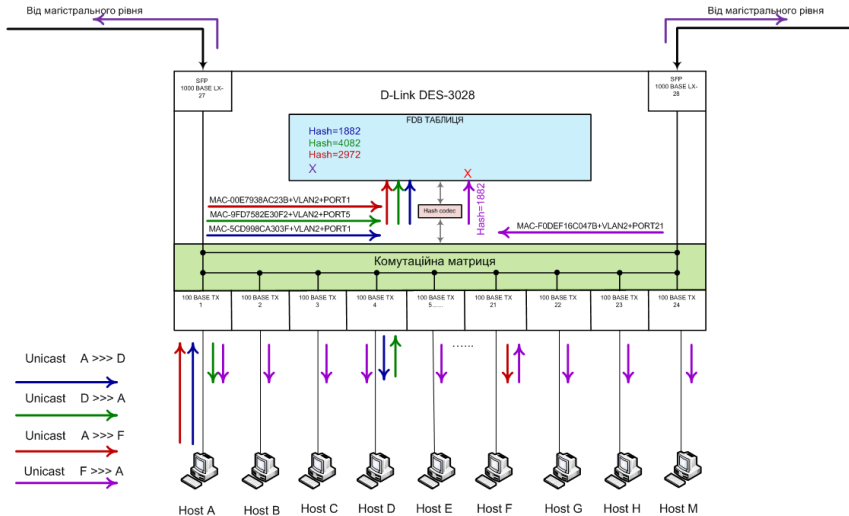 Від магістрального рівня
Від магістрального рівня
SFP
1000 BASE LX-
27
D-Link DES-3028
SFP
1000 BASE LX-
28
FDB ТАБЛИЦЯ
Hash=1882
Hash=4082
Hash=2972
X
X
MAC-00E7938AC23B+VLAN2+PORT1
MAC-9FD7582E30F2+VLAN2+PORT5
MAC-5CD998CA303F+VLAN2+PORT1
Hash codec
Hash=1882
MAC-F0DEF16C047B+VLAN2+PORT21
Комутаційна матриця
100 BASE TX
1
100 BASE TX
2
100 BASE TX
3
100 BASE TX
4
100 BASE TX
5......
100 BASE TX
21
100 BASE TX
22
100 BASE TX
23
100 BASE TX
24
......
Unicast A >>> D
Unicast D >>> A
Unicast A >>> F
Unicast F >>> A
Host A
Host B
Host C
Host D
Host E
Host F
Host G
Host H
Host M